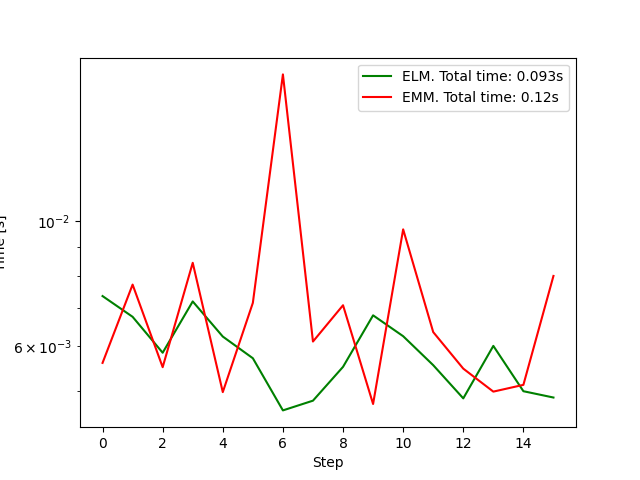 ELM. Total time: 0.093s
EMM. Total time: 0.12s
10⁻²
6 × 10⁻³
[s]
0 2 4 6 8 10 12 14
Step